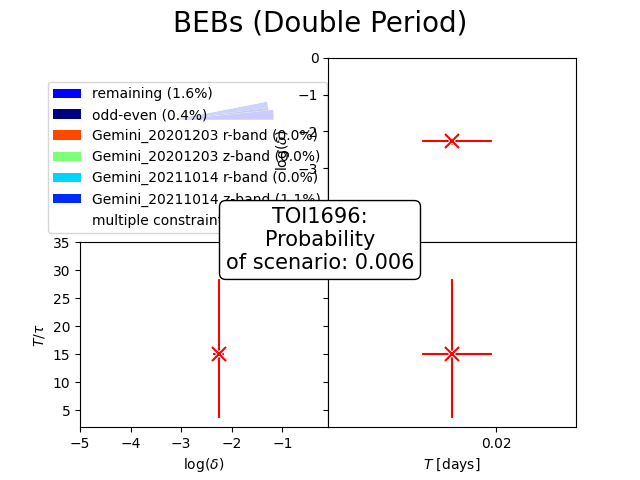 BEBs (Double Period)
remaining (1.6%)
odd-even (0.4%)
Gemini_20201203 r-band (0.0%)
Gemini_20201203 z-band (0.0%)
Gemini_20211014 r-band (0.0%)
Gemini_20211014 z-band (1.1%)
multiple constraint
0
−1
−2
−3
log(δ)
TOI1696:
Probability
of scenario: 0.006
35
30
25
20
15
10
5
T/τ
−5 −4 −3 −2 −1
log(δ)
0.02
T [days]